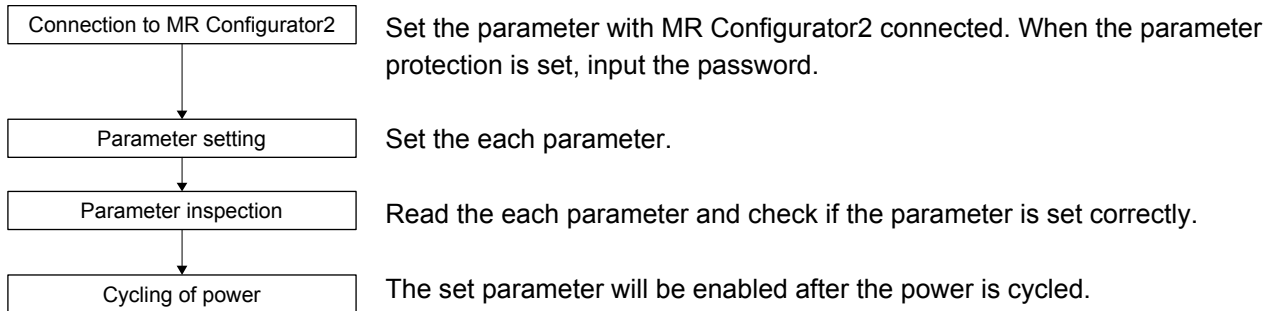 Connection to MR Configurator2
Set the parameter with MR Configurator2 connected. When the parameter
protection is set, input the password.
Parameter setting
Set the each parameter.
Parameter inspection
Read the each parameter and check if the parameter is set correctly.
Cycling of power
The set parameter will be enabled after the power is cycled.